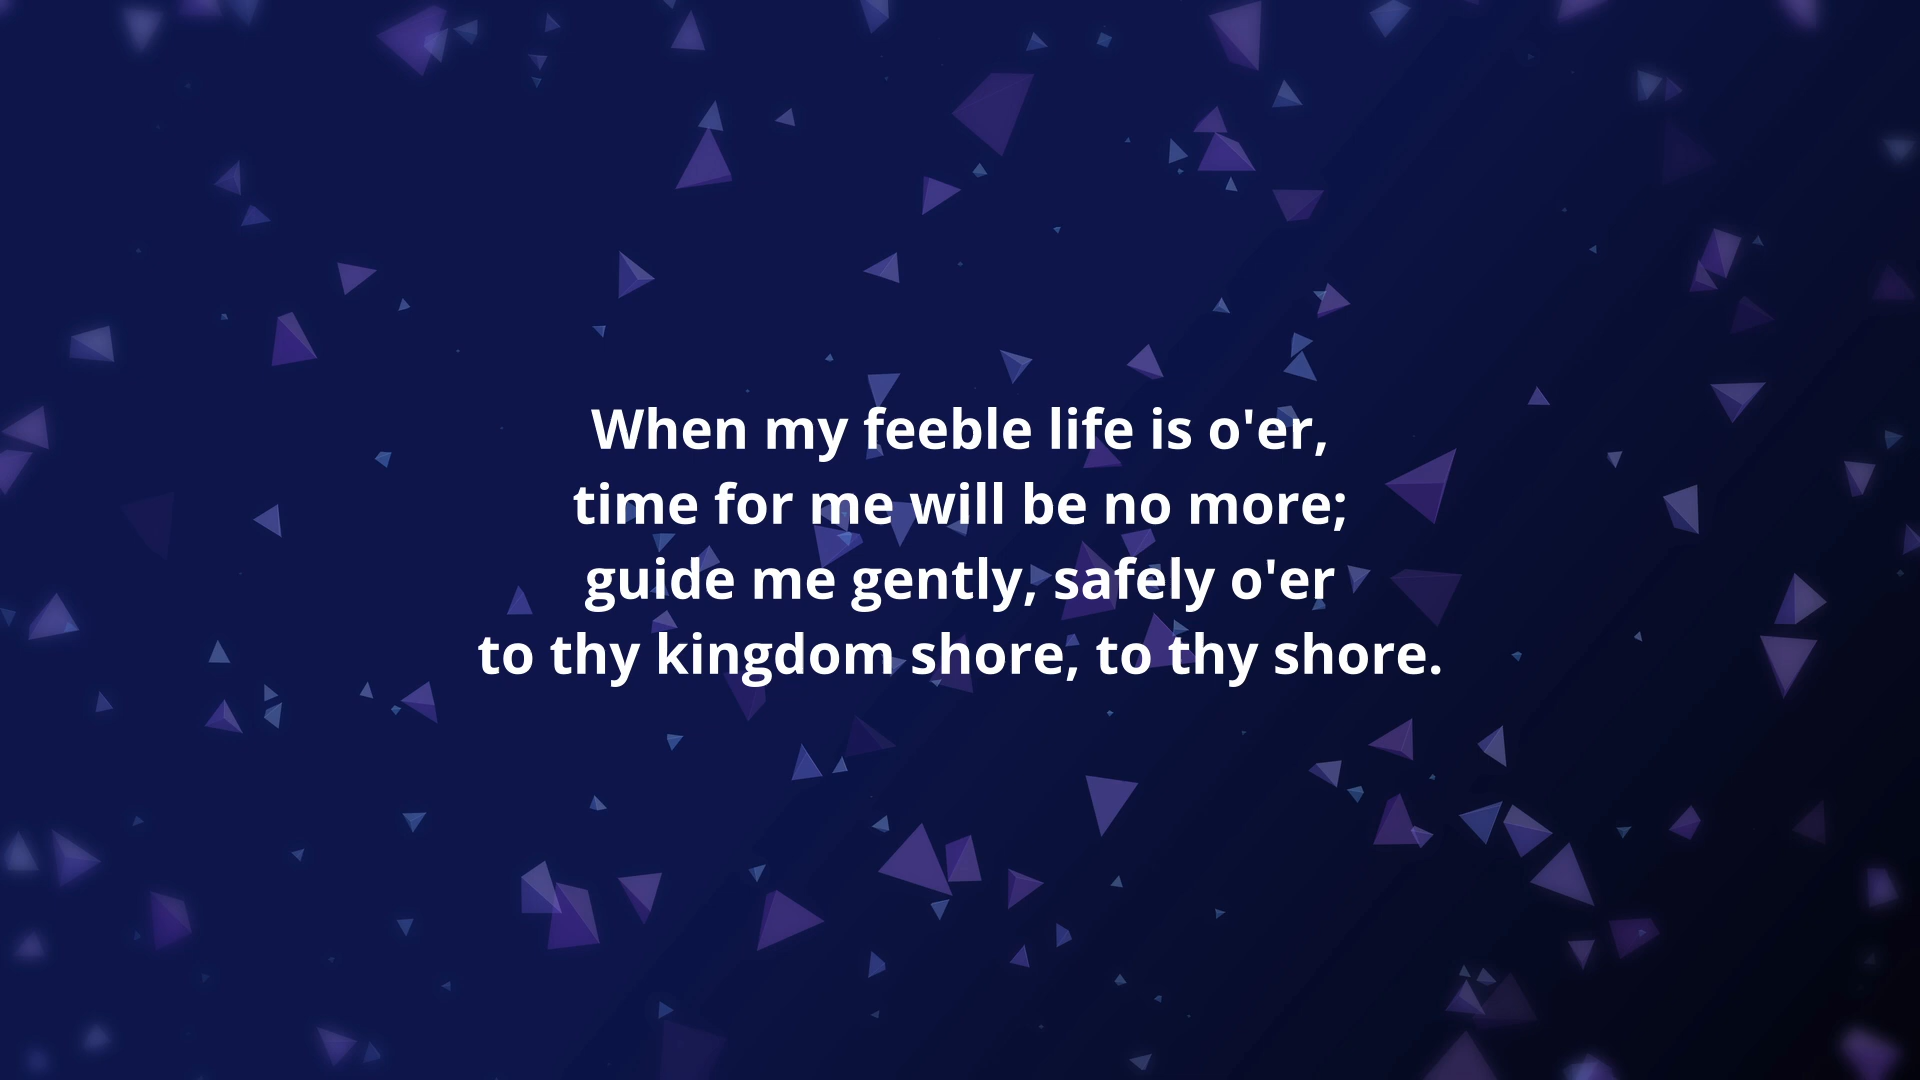 When my feeble life is o'er,
time for me will be no more;
guide me gently, safely o'er
to thy kingdom shore, to thy shore.